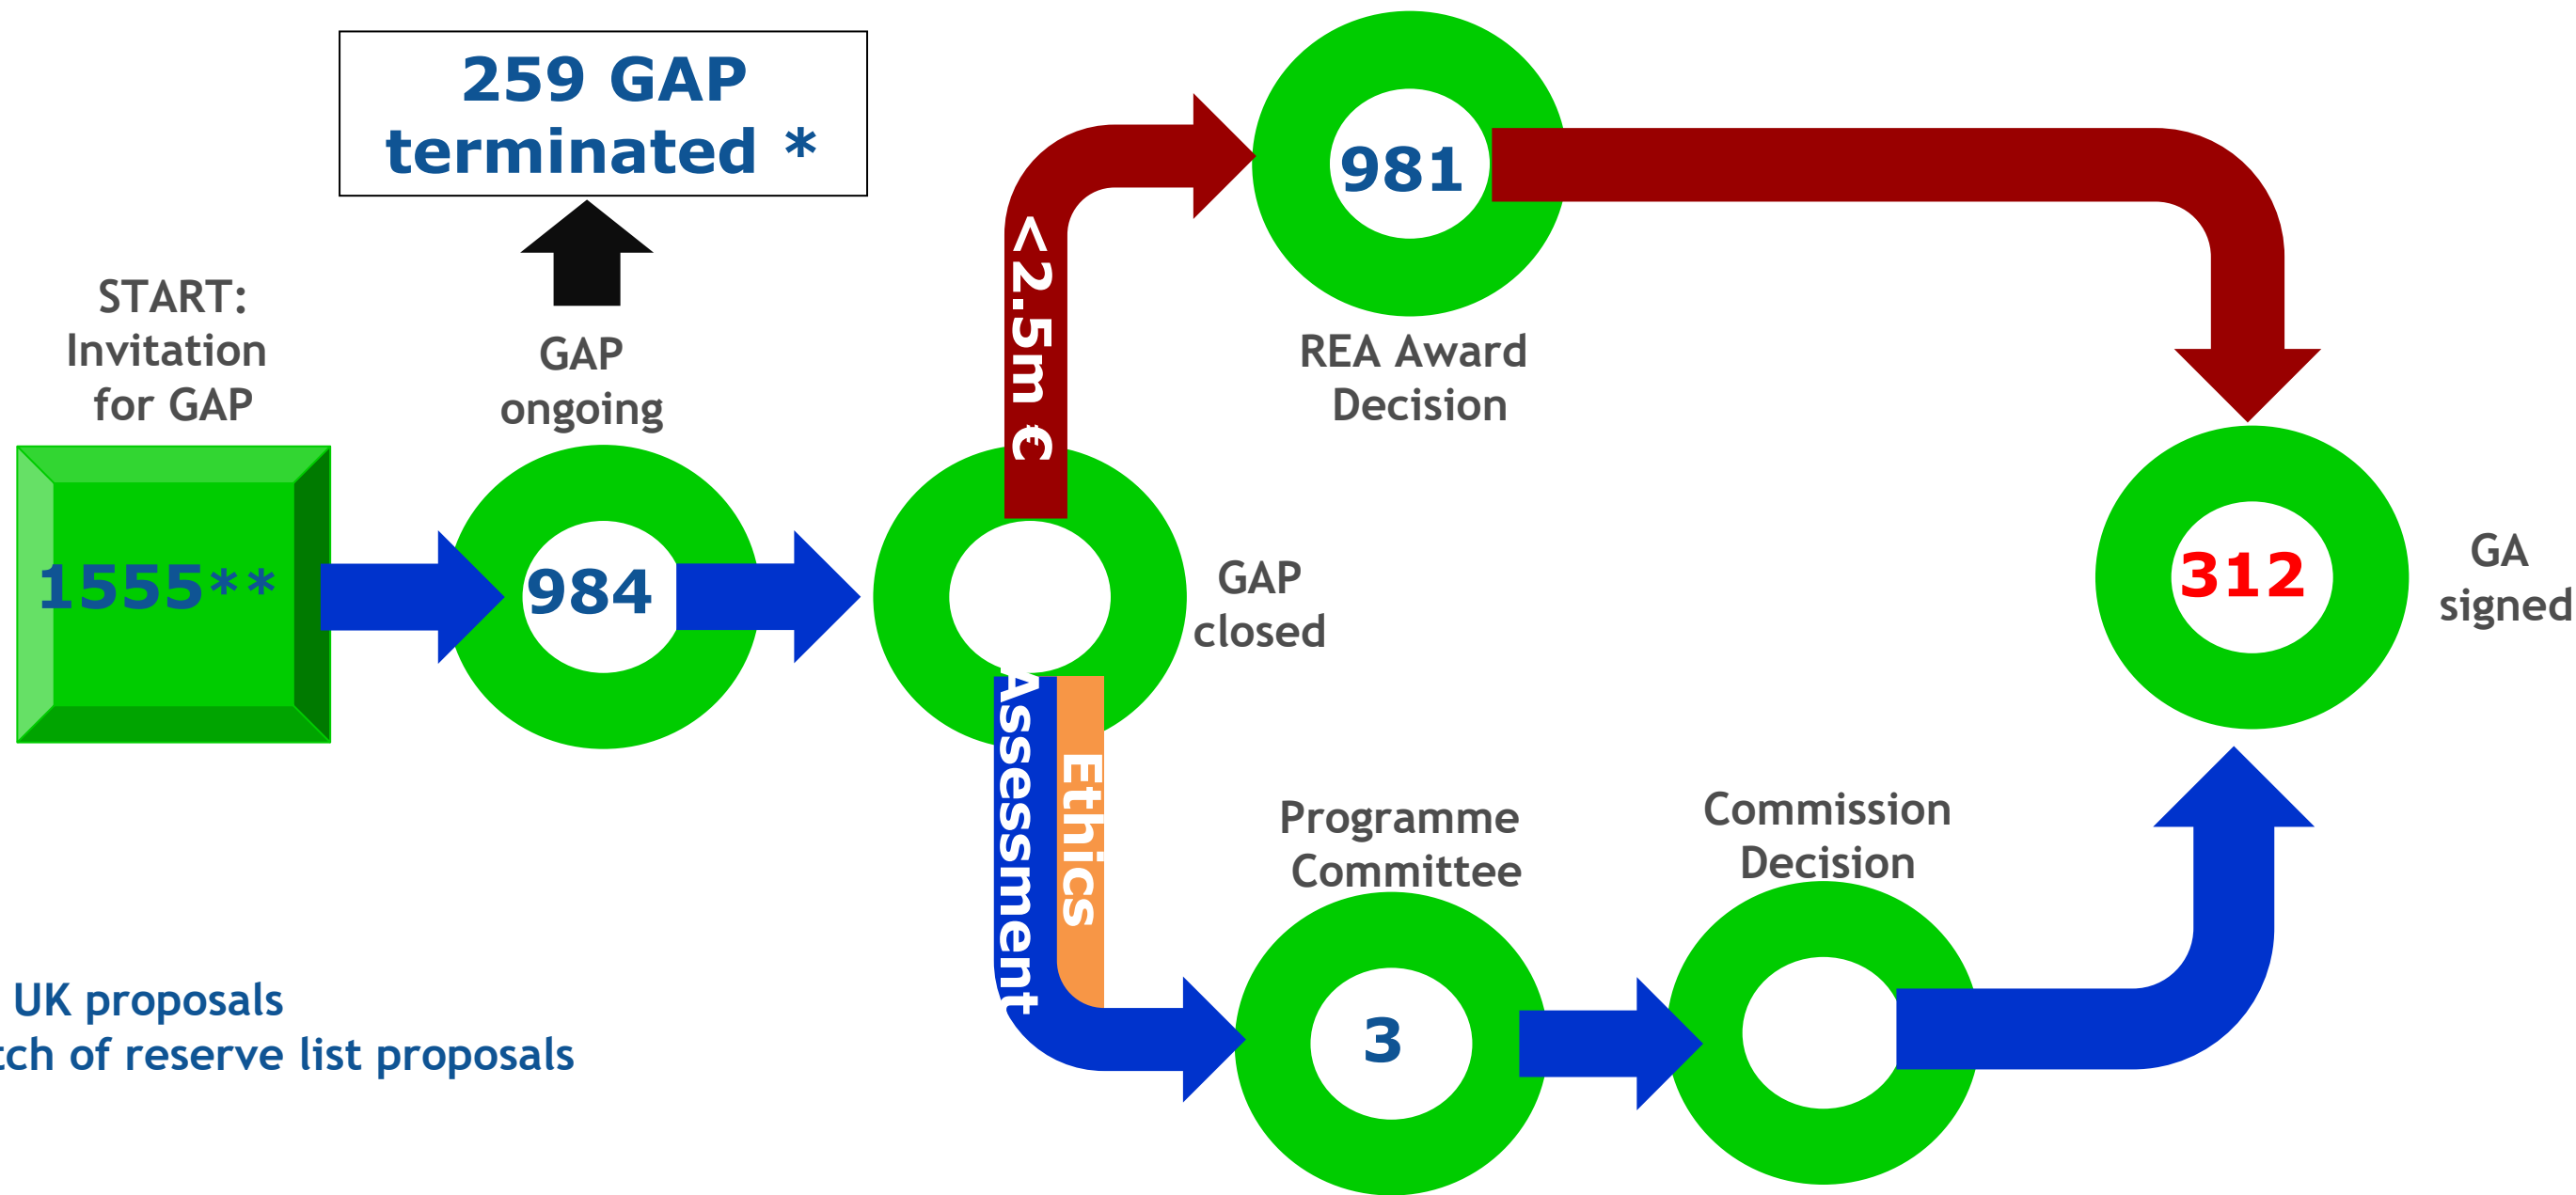 259 GAP
terminated *
START:
Invitation
for GAP
1555**
GAP
ongoing
984
<2.5m €
981
REA Award
Decision
GAP
closed
Assessment
Ethics
Programme
Committee
3
Commission
Decision
312
GA
signed
UK proposals
of reserve list proposals